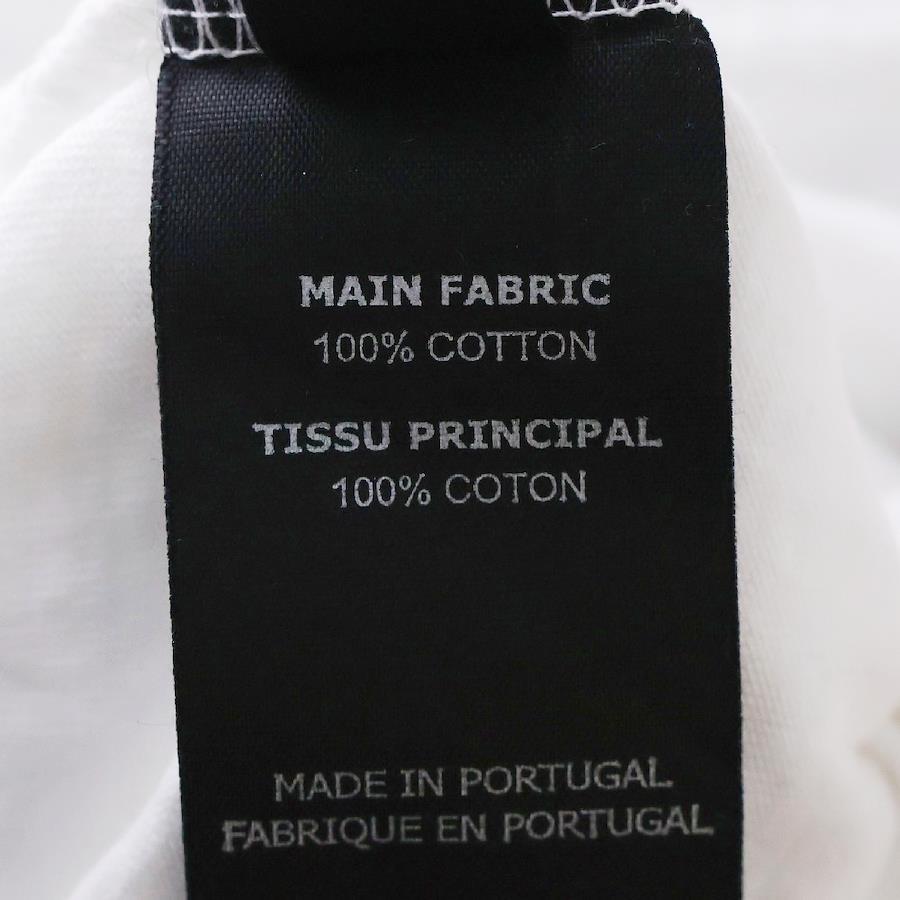 MAIN FABRIC
100% COTTON
TISSU PRINCIPAL
100% COTON
MADE IN PORTUGAL
FABRIQUE EN PORTUGAL